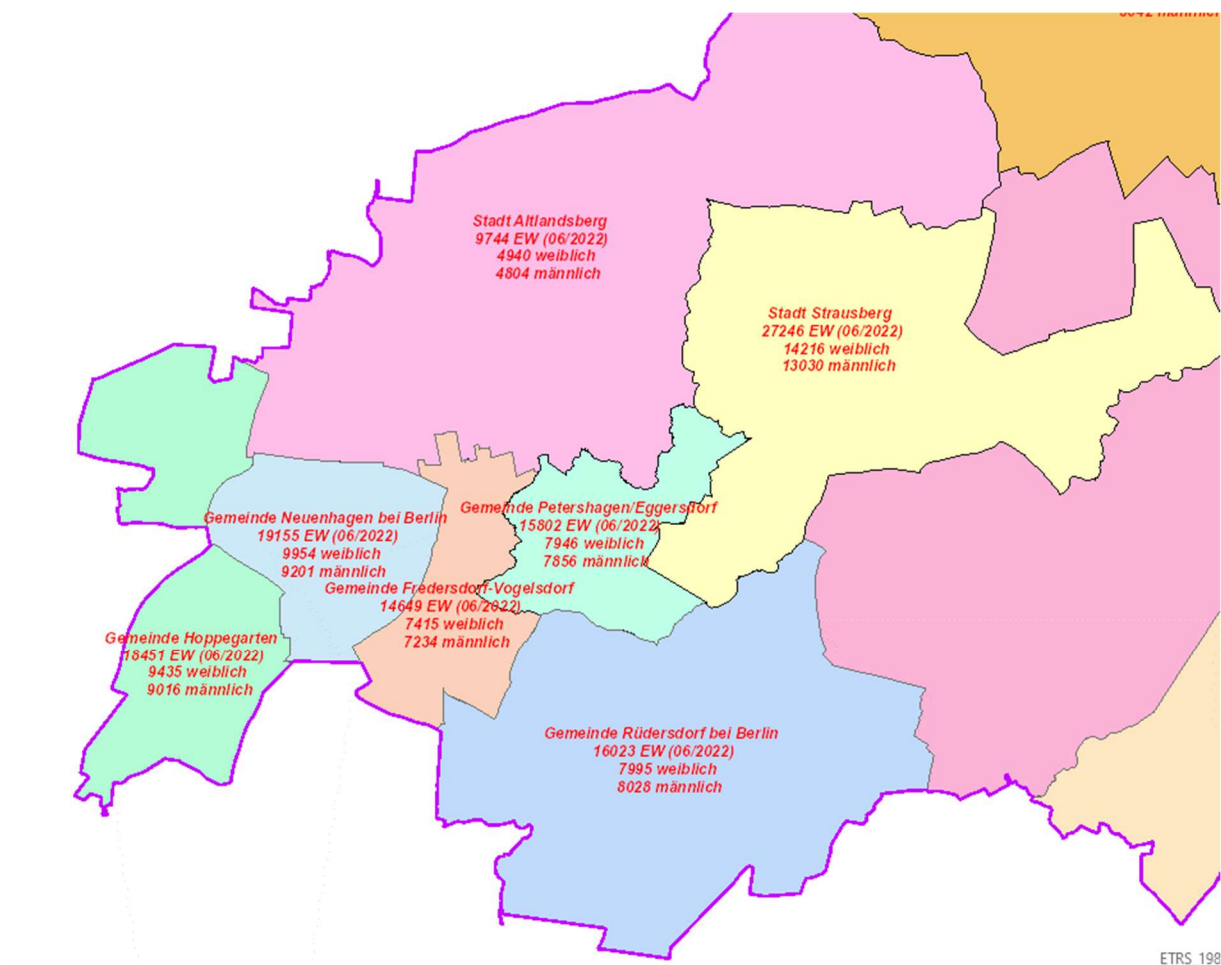 Stadt Altlandsberg
9744 EW (06/2022)
4940 weiblich
4804 männlich
Stadt Strausberg
27246 EW (06/2022)
14216 weiblich
13030 männlich
Gemeinde Petershagen/Eggersdorf
15802 EW (06/2022)
7946 weiblich
7856 männlich
Gemeinde Neuenhagen bei Berlin
19155 EW (06/2022)
9954 weiblich
9201 männlich
Gemeinde Fredersdorf-Vogelsdorf
14649 EW (06/2022)
7415 weiblich
7234 männlich
Gemeinde Hoppegarten
18451 EW (06/2022)
9435 weiblich
9016 männlich
Gemeinde Rüdersdorf bei Berlin
16023 EW (06/2022)
7995 weiblich
8028 männlich
ETRS 198